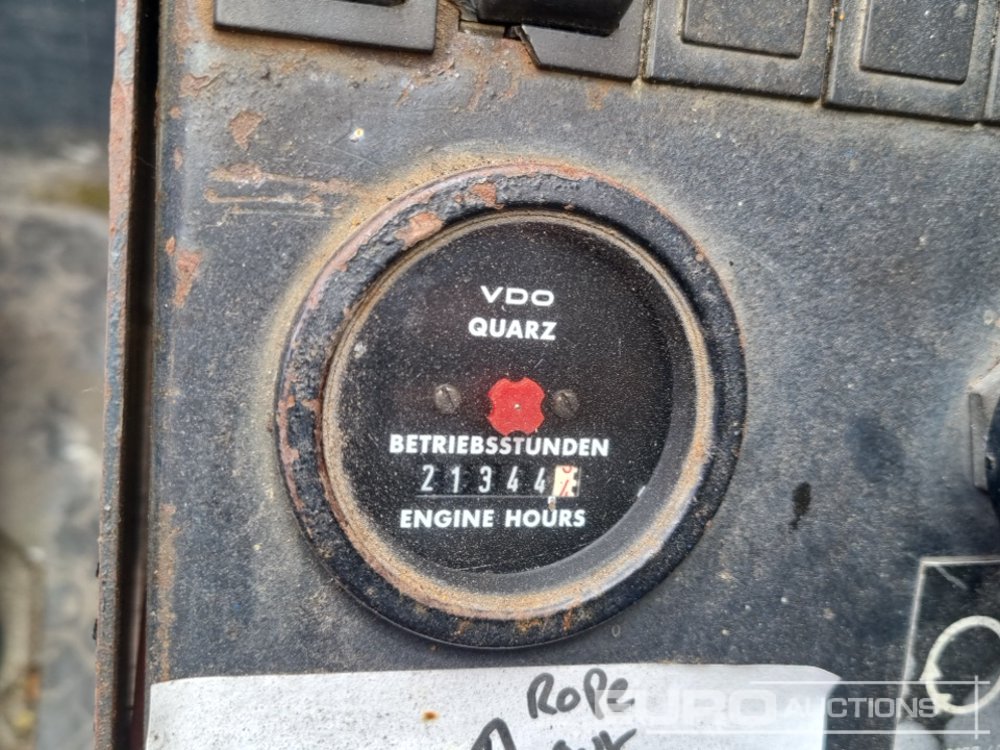 VDO
QUARZ
BETRIEBSSTUNDEN
21344
ENGINE HOURS
ROPE
EURO AUCTIONS